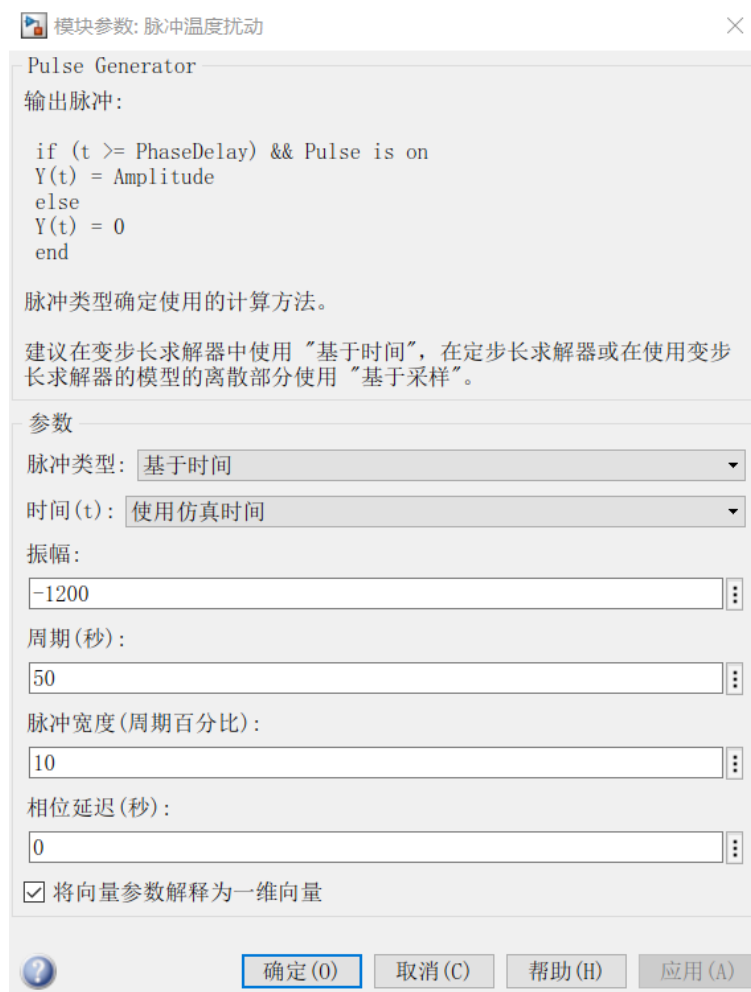 模块参数: 脉冲温度扰动
Pulse Generator
输出脉冲:
if (t >= PhaseDelay) && Pulse is on
Y(t) = Amplitude
else
Y(t) = 0
end
脉冲类型确定使用的计算方法。
建议在变步长求解器中使用 "基于时间", 在定步长求解器或在使用变步
长求解器的模型的离散部分使用 "基于采样"。
参数
脉冲类型: 基于时间
时间(t): 使用仿真时间
振幅:
-1200
周期(秒):
50
脉冲宽度(周期百分比):
10
相位延迟(秒):
0
将向量参数解释为一维向量
确定(O) 取消(C) 帮助(H) 应用(A)